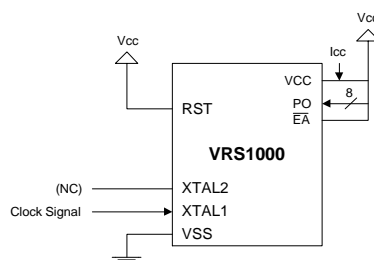 Vcc
Vcc
Icc
VCC
8
PO
RST
EA
VRS1000
(NC)
XTAL2
Clock Signal
XTAL1
VSS